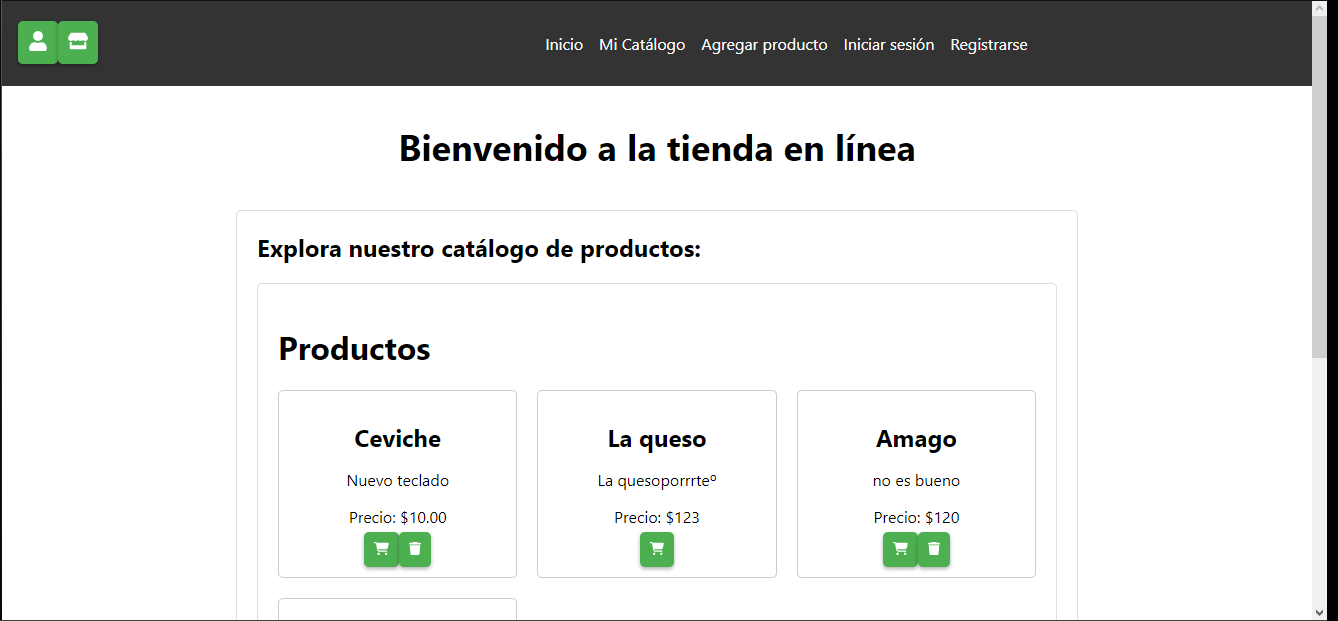 Inicio Mi Catálogo Agregar producto Iniciar sesión Registrarse
Bienvenido a la tienda en línea
Explora nuestro catálogo de productos:
Productos
Ceviche
Nuevo teclado
Precio: $10.00
La queso
La quesoporrrteº
Precio: $123
Amago
no es bueno
Precio: $120